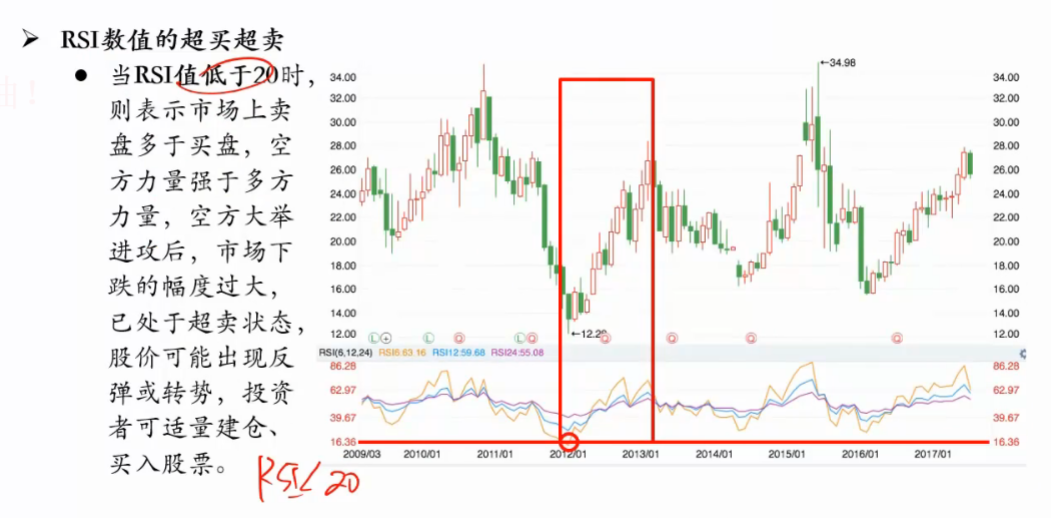 ➤ RSI数值的超买超卖
● 当RSI值低于20时，
则表示市场上卖
盘多于买盘，空
方力量强于多方
力量，空方大举
进攻后，市场下
跌的幅度过大，
已处于超卖状态，
股价可能出现反
弹或转势，投资
者可适量建仓、
买入股票。
RSI<20
←34.98
34.00 34.00
32.00 32.00
30.00 30.00
28.00 28.00
26.00 26.00
24.00 24.00
22.00 22.00
20.00 20.00
18.00 18.00
16.00 16.00
14.00 14.00
12.00 12.00
L Q L L Q Q Q Q Q
RSI(6,12,24) RSI6:63.16 RSI12:59.68 RSI24:55.08
86.28 86.28
62.97 62.97
39.67 39.67
16.36 16.36
2009/03 2010/01 2011/01 2012/01 2013/01 2014/01 2015/01 2016/01 2017/01